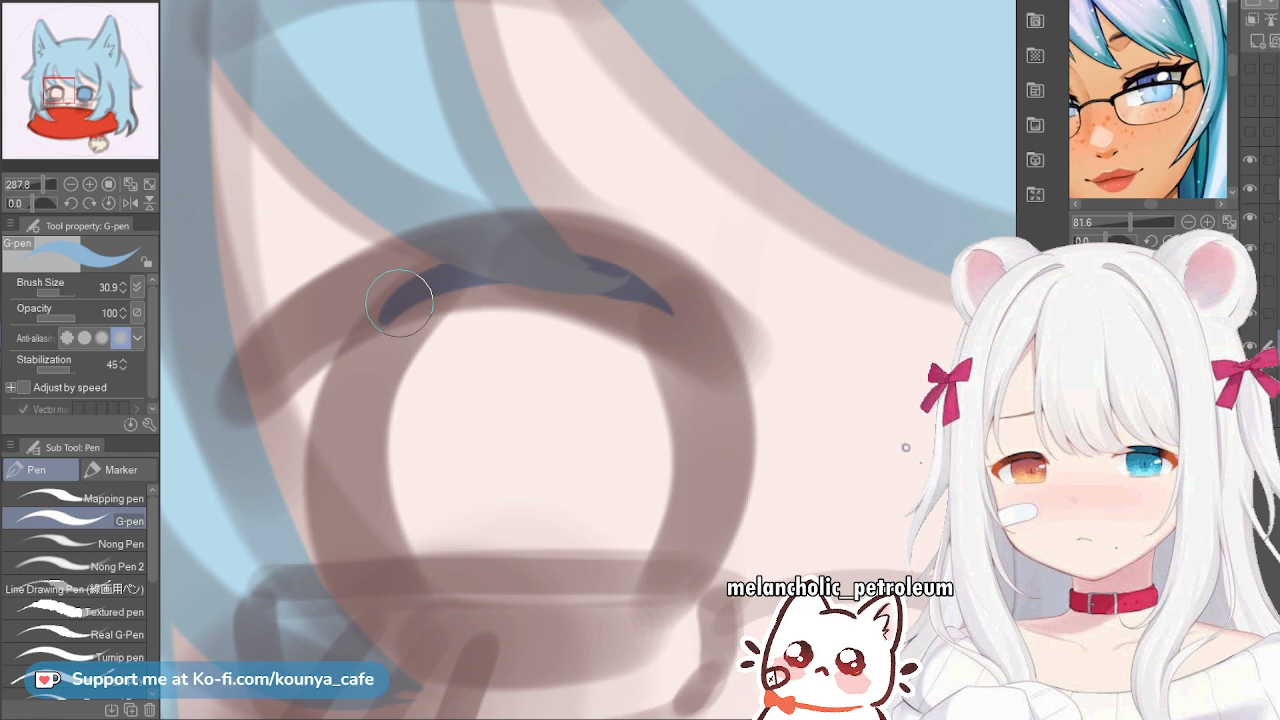 287.8
0.0
Tool property: G-pen
G-pen
Brush Size
30.9
Opacity
100
Anti-aliasin
Stabilization
45
Adjust by speed
Vector ma
Sub Tool: Pen
Pen
Marker
Mapping pen
G-pen
Nong Pen
Nong Pen 2
Line Drawing Pen (線画用ペン)
Textured pen
Real G-Pen
Turnip pen
81.6
0.0
melancholic_petroleum
Support me at Ko-fi.com/kounya_cafe